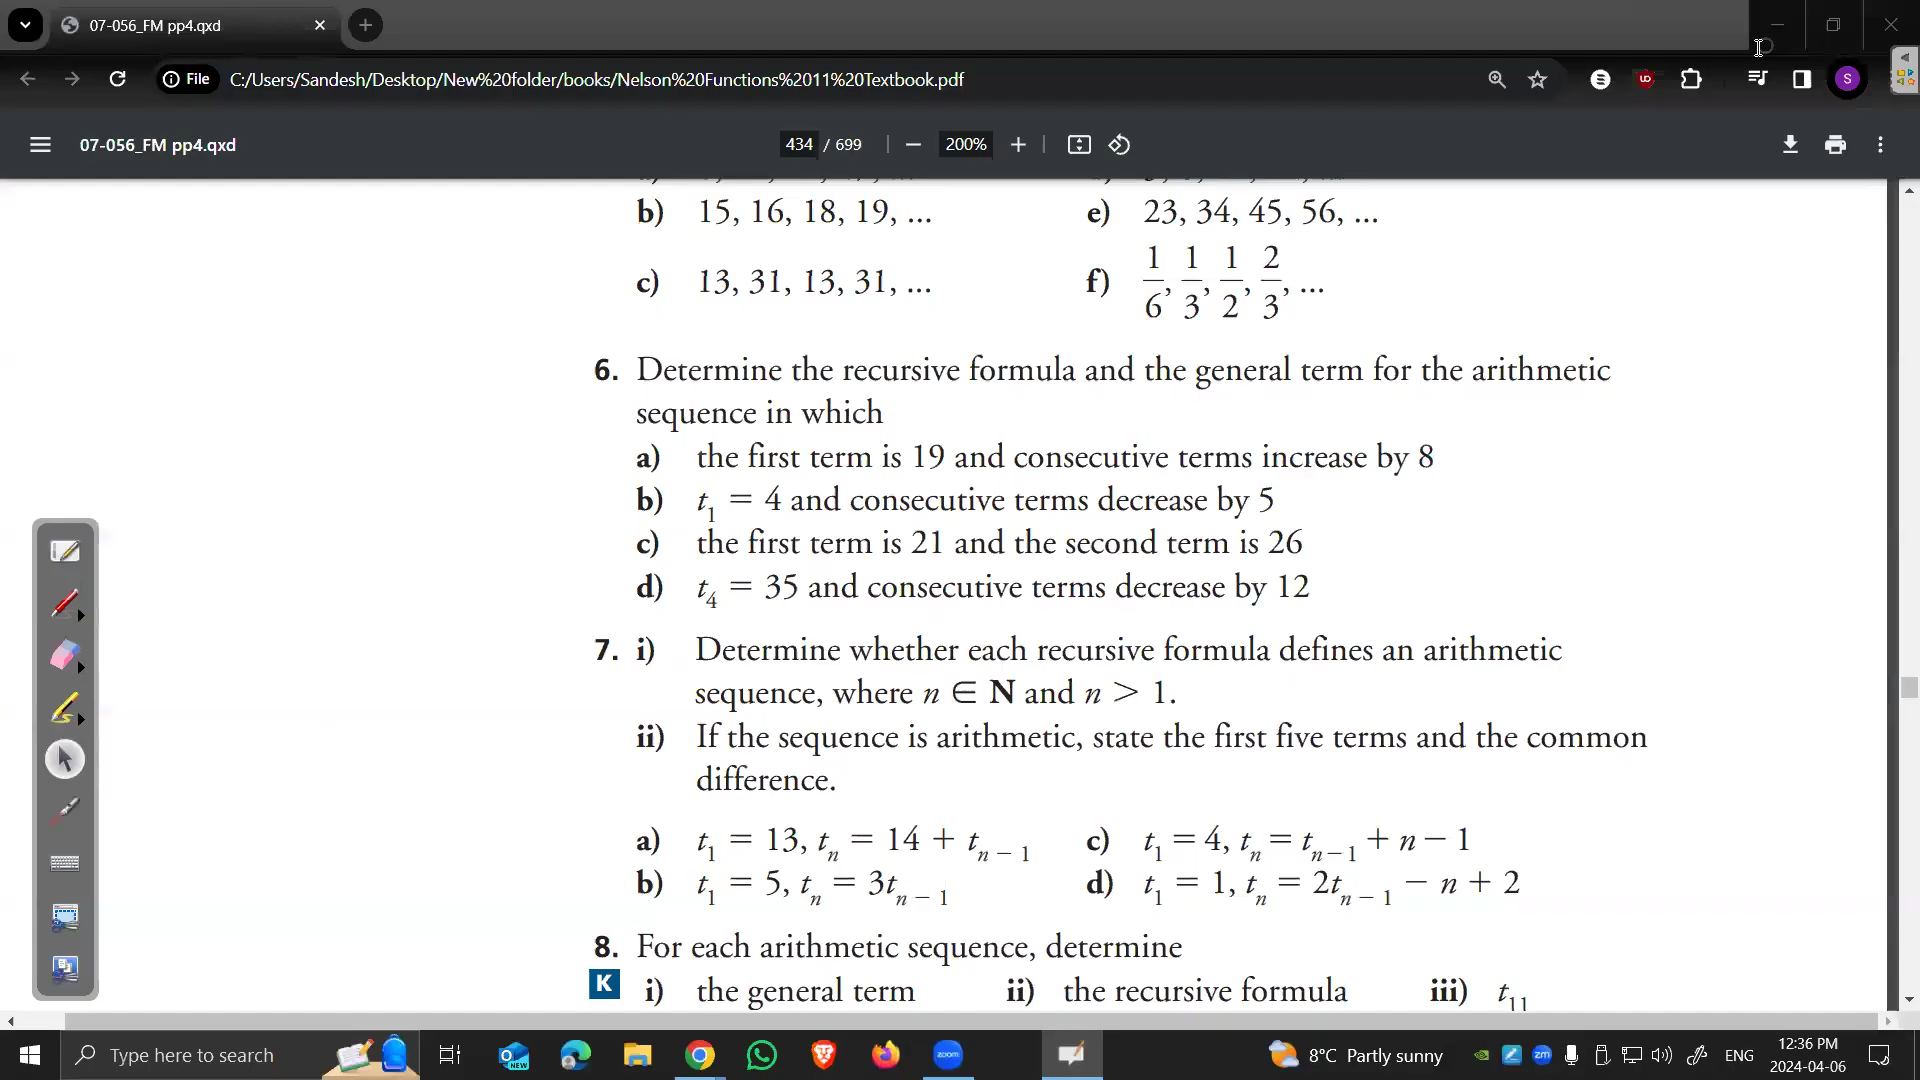 07-056_FM pp4.qxd
File C:/Users/Sandesh/Desktop/New%20folder/books/Nelson%20Functions%2011%20Textbook.pdf
S
07-056_FM pp4.qxd 434 / 699 200%
b) 15, 16, 18, 19, ... e) 23, 34, 45, 56, ...
c) 13, 31, 13, 31, ... f) 1/6, 1/3, 1/2, 2/3, ...
6. Determine the recursive formula and the general term for the arithmetic
sequence in which
a) the first term is 19 and consecutive terms increase by 8
b) t₁ = 4 and consecutive terms decrease by 5
c) the first term is 21 and the second term is 26
d) t₄ = 35 and consecutive terms decrease by 12
7. i) Determine whether each recursive formula defines an arithmetic
sequence, where n ∈ N and n > 1.
ii) If the sequence is arithmetic, state the first five terms and the common
difference.
a) t₁ = 13, tₙ = 14 + tₙ₋₁ c) t₁ = 4, tₙ = tₙ₋₁ + n − 1
b) t₁ = 5, tₙ = 3tₙ₋₁ d) t₁ = 1, tₙ = 2tₙ₋₁ − n + 2
8. For each arithmetic sequence, determine
K i) the general term ii) the recursive formula iii) t₁₁
Type here to search
NEW
zoom
8°C Partly sunny
zm
ENG
12:36 PM
2024-04-06